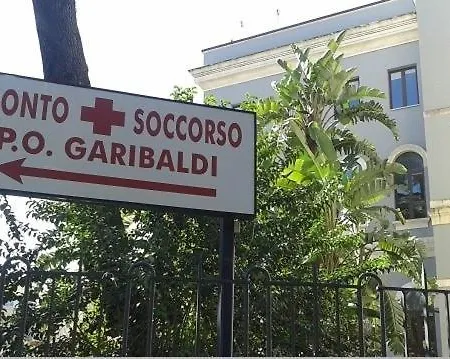 ONTO SOCCORSO
P.O. GARIBALDI